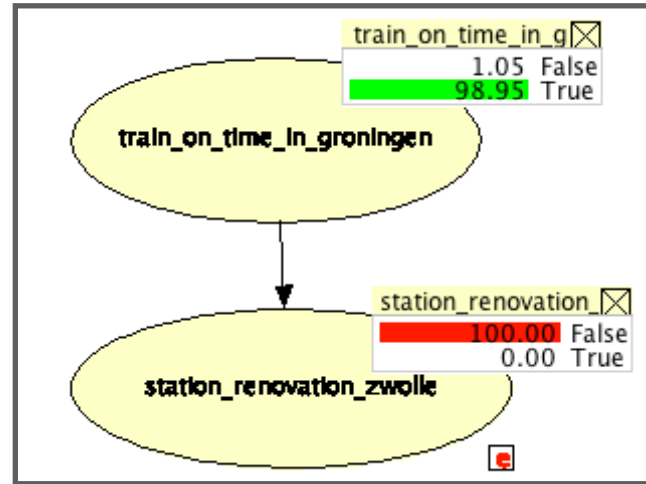 train_on_time_in_g
1.05 False
98.95 True
train_on_time_in_groningen
station_renovation_
100.00 False
0.00 True
station_renovation_zwolle
e